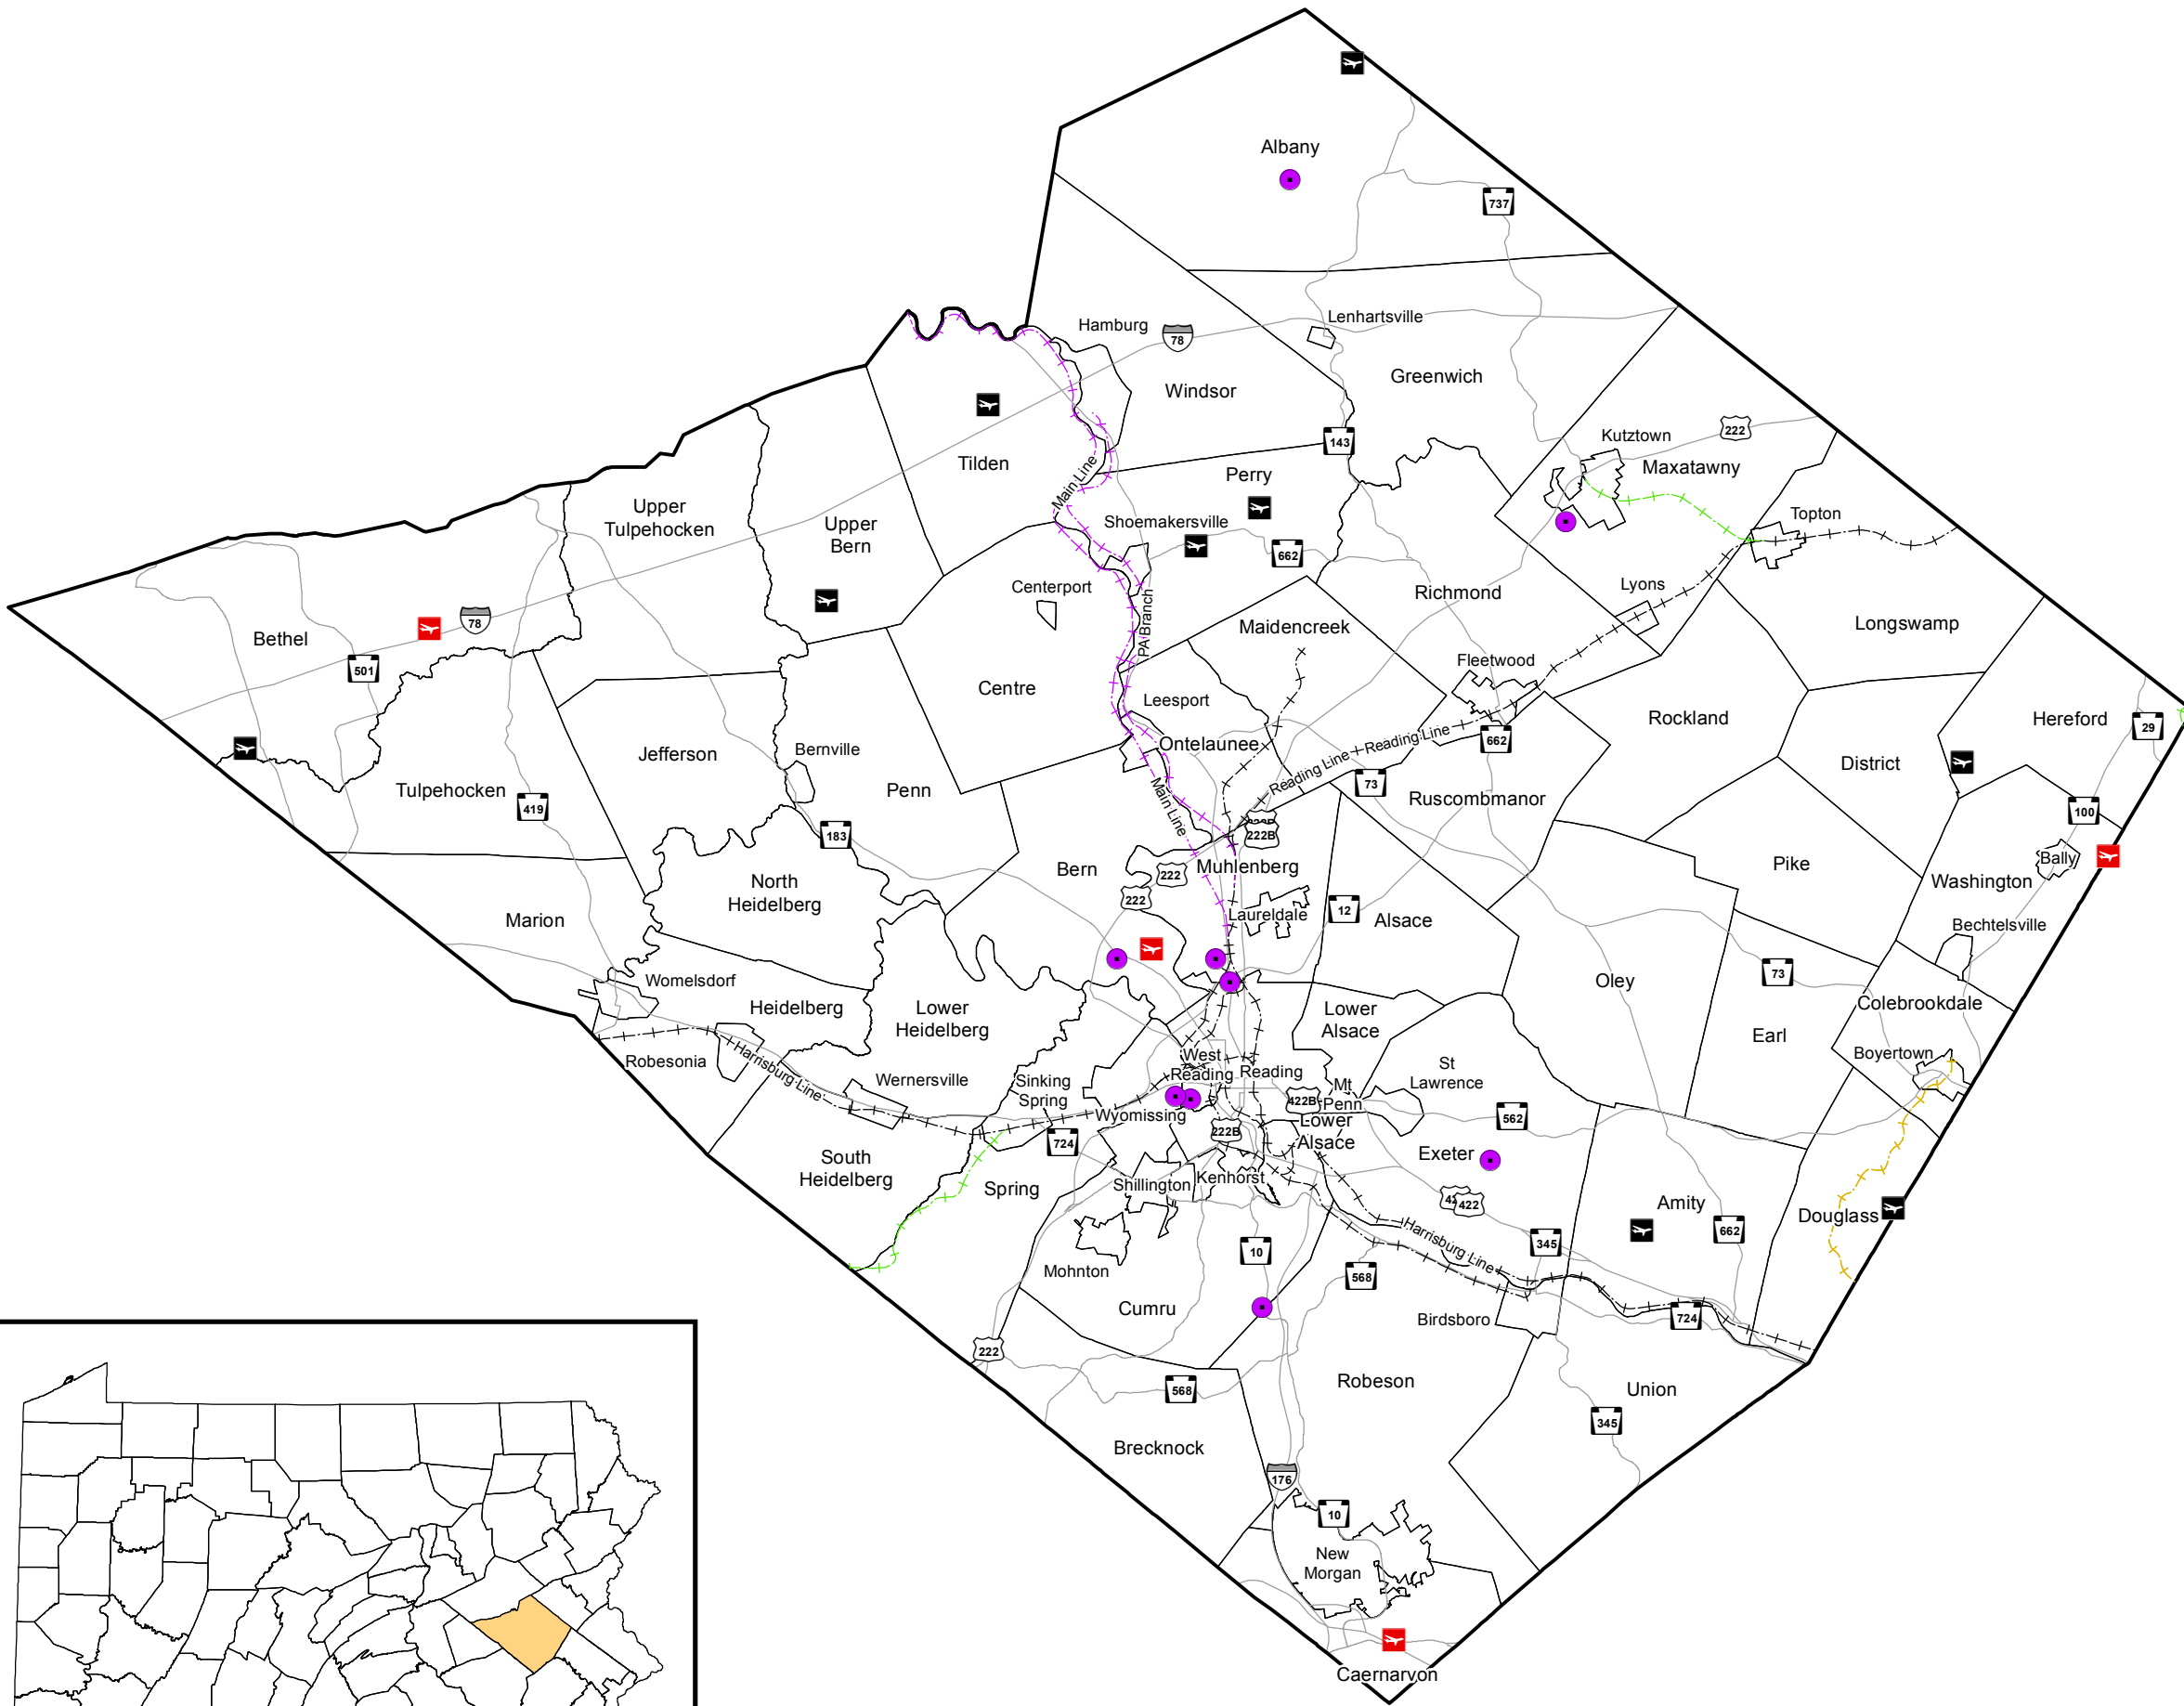 Albany
737
Hamburg
78
Lenhartsville
Windsor
Greenwich
143
Kutztown
222
Maxatawny
Tilden
Main Line
Perry
Upper
Tulpehocken
Upper
Bern
Shoemakersville
662
Topton
Centerport
PA Branch
Richmond
Lyons
Longswamp
Maidencreek
Bethel
78
501
Fleetwood
Centre
Leesport
Rockland
Hereford
29
Jefferson
Bernville
Ontelaunee
Reading Line
Reading Line
662
District
Tulpehocken
419
Penn
Main Line
73
Ruscombmanor
100
183
222B
Bern
222
Muhlenberg
Pike
Bally
Washington
222
North
Heidelberg
Marion
Laureldale
12
Alsace
Bechtelsville
Womelsdorf
Heidelberg
Lower
Heidelberg
Lower
Alsace
Oley
73
Colebrookdale
Earl
Robesonia
Harrisburg Line
Wernersville
Sinking
Spring
West
Reading
Reading
St
Lawrence
Boyertown
Mt
Penn
422B
Wyomissing
562
724
222B
Lower
Alsace
Exeter
South
Heidelberg
Spring
Shillington
Kenhorst
422
Amity
Douglass
662
10
Harrisburg Line
345
Mohnton
568
Cumru
Birdsboro
724
222
568
Robeson
Union
345
Brecknock
176
10
New
Morgan
Caernarvon